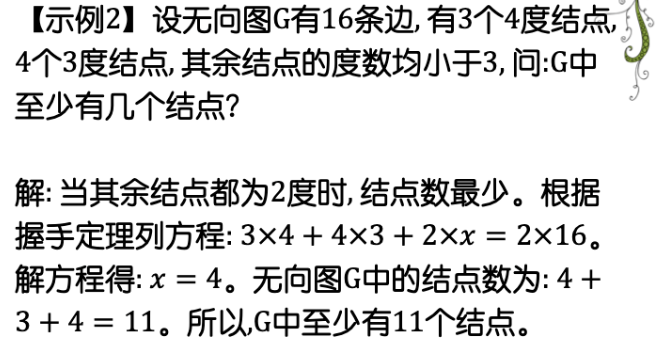 【示例2】设无向图G有16条边, 有3个4度结点,
4个3度结点, 其余结点的度数均小于3, 问:G中
至少有几个结点?
解: 当其余结点都为2度时, 结点数最少。根据
握手定理列方程: 3×4 + 4×3 + 2×x = 2×16。
解方程得: x = 4。无向图G中的结点数为: 4 +
3 + 4 = 11。所以,G中至少有11个结点。